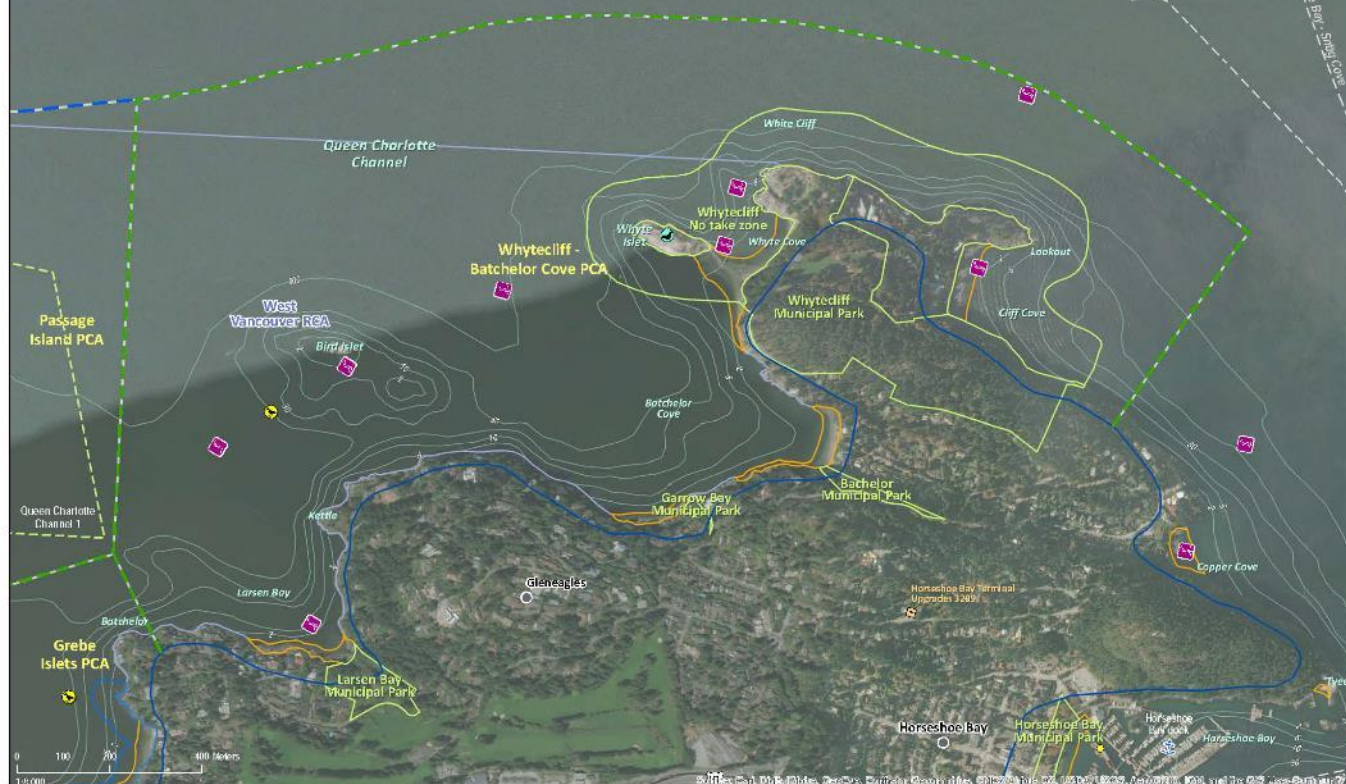 White Cliff
Queen Charlotte
Channel
Whytecliff
No take zone
Whyte
Islet
Whyte Cove
Lookout
Whytecliff -
Batchelor Cove PCA
West
Vancouver RCA
Whytecliff
Municipal Park
Cliff Cove
Passage
Island PCA
Bird Islet
Batchelor
Cove
Queen Charlotte
Channel 1
Garrow Bay
Municipal Park
Bachelor
Municipal Park
Kettle
Copper Cove
Gleneagles
Horseshoe Bay Terminal
Larsen Bay
Batchelor
Grebe
Islets PCA
Larsen Bay
Municipal Park
Horseshoe Bay
Horseshoe Bay
Municipal Park
Horseshoe
Bay dock
Horseshoe Bay
0 100 200 400 Meters